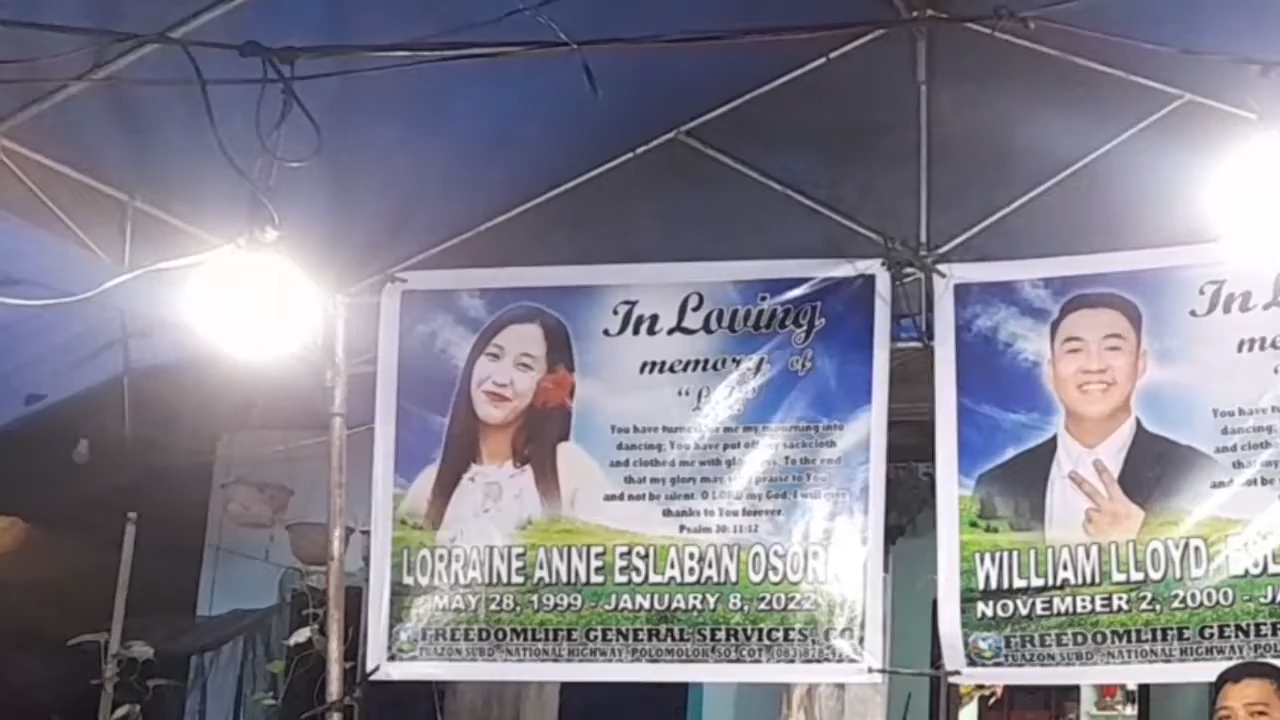 In Loving
memory of
You have turned for me my mourning into
dancing; You have put off my sackcloth
and clothed me with gladness, To the end
that my glory may sing praise to You
and not be silent. O LORD my God, I will give
thanks to You forever.
Psalm 30: 11-12
LORRAINE ANNE ESLABAN
MAY 28, 1999 - JANUARY 8, 2022
FREEDOMLIFE GENERAL SERVICES,
TUAZON SUBD., NATIONAL HIGHWAY, POLOMOLOK, SO. COT. (083)878-
In
You have
dancing;
and cloth
that my
and not be
WILLIAM LLOYD
NOVEMBER 2, 2000 -
FREEDOMLIFE
TUAZON SUBD., NATIONAL HIGHWAY,